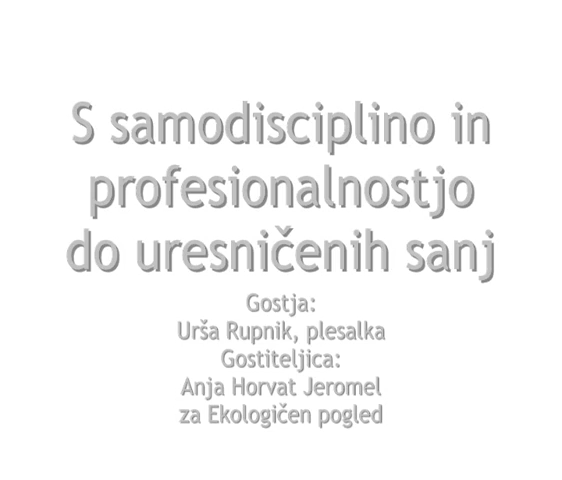 S samodisciplino in
profesionalnostjo
do uresničenih sanj
Gostja:
Urša Rupnik, plesalka
Gostiteljica:
Anja Horvat Jeromel
za Ekologičen pogled